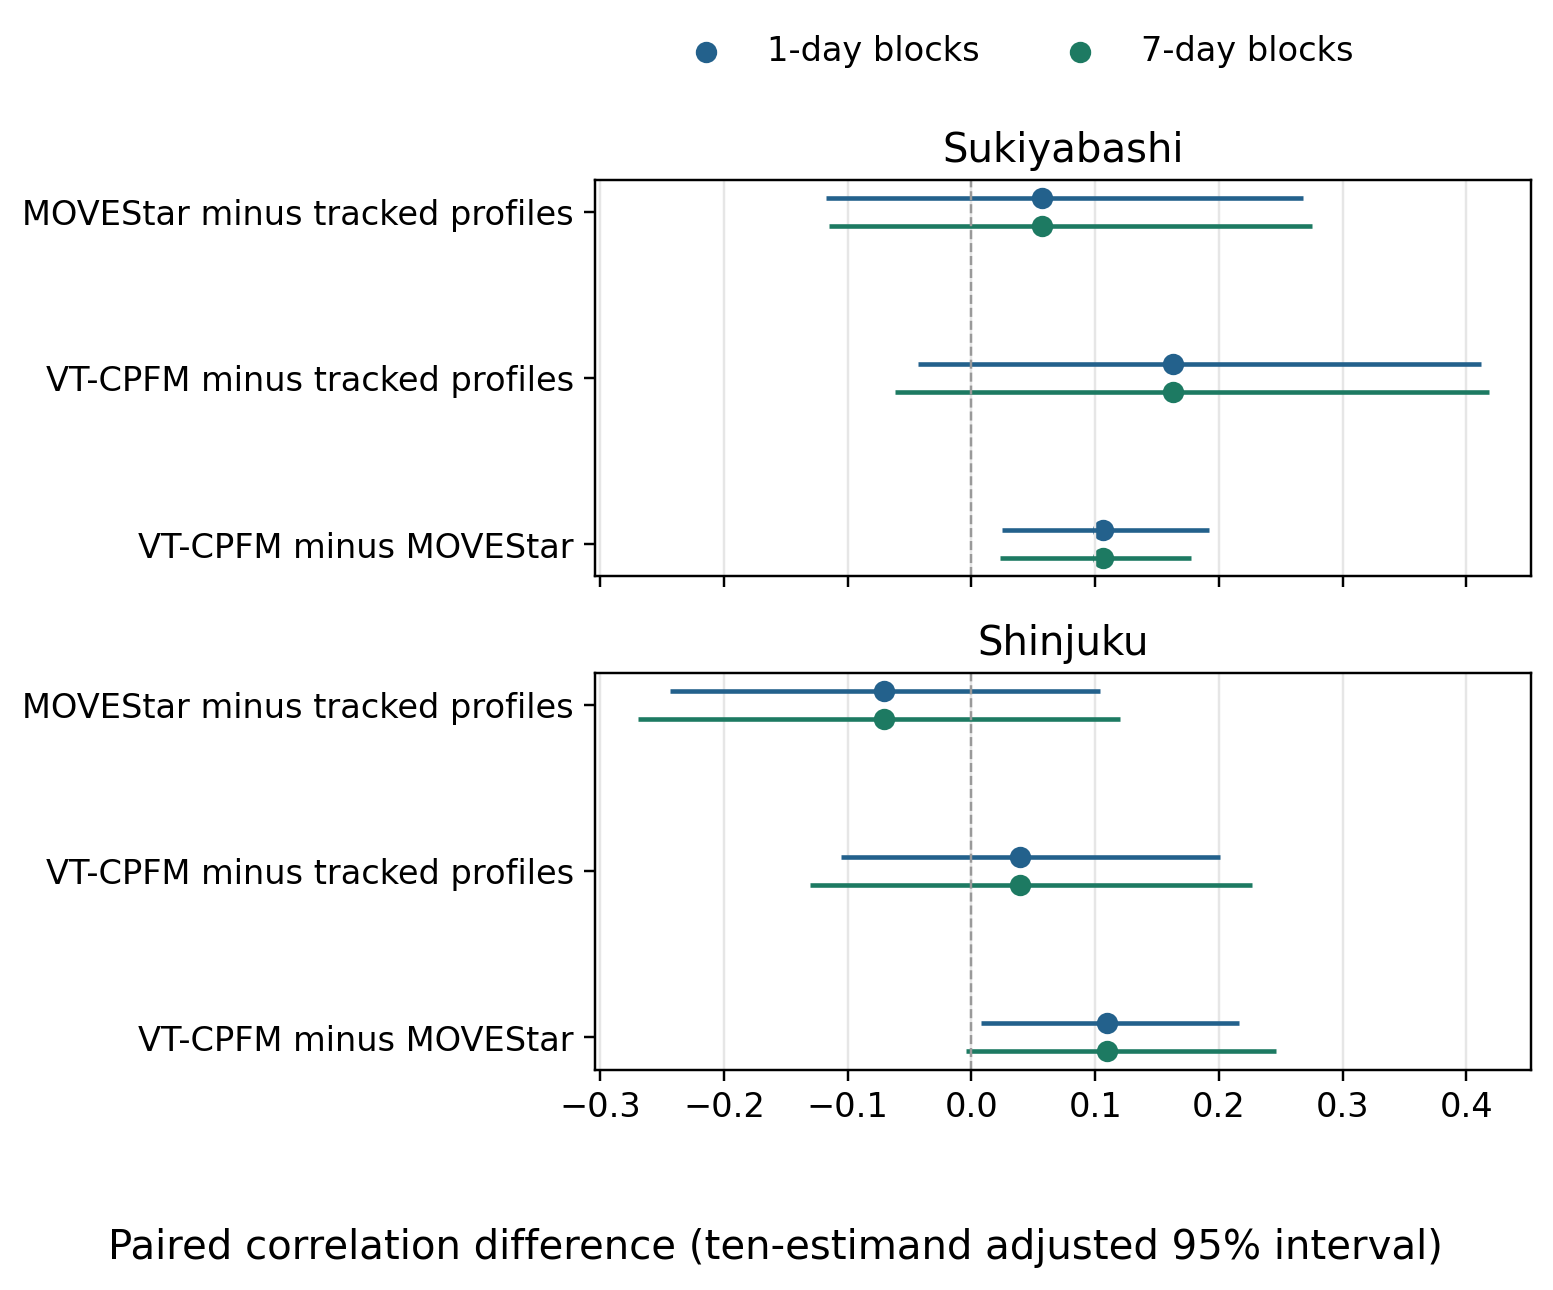 1-day blocks 7-day blocks
Sukiyabashi
MOVEStar minus tracked profiles
VT-CPFM minus tracked profiles
VT-CPFM minus MOVEStar
Shinjuku
MOVEStar minus tracked profiles
VT-CPFM minus tracked profiles
VT-CPFM minus MOVEStar
−0.3 −0.2 −0.1 0.0 0.1 0.2 0.3 0.4
Paired correlation difference (ten-estimand adjusted 95% interval)